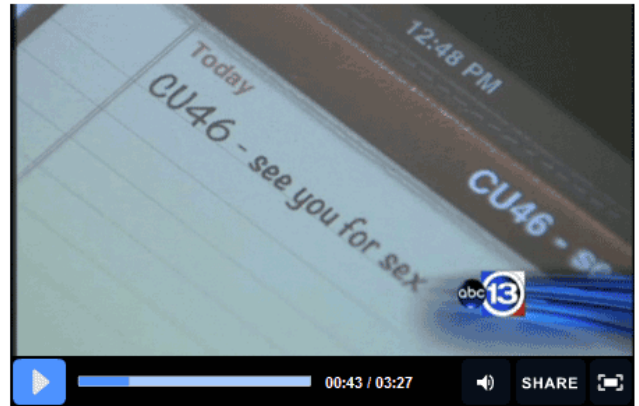 12:48 PM
Today
CU46 - see you for sex
CU46 - se
abc 13
00:43 / 03:27
SHARE